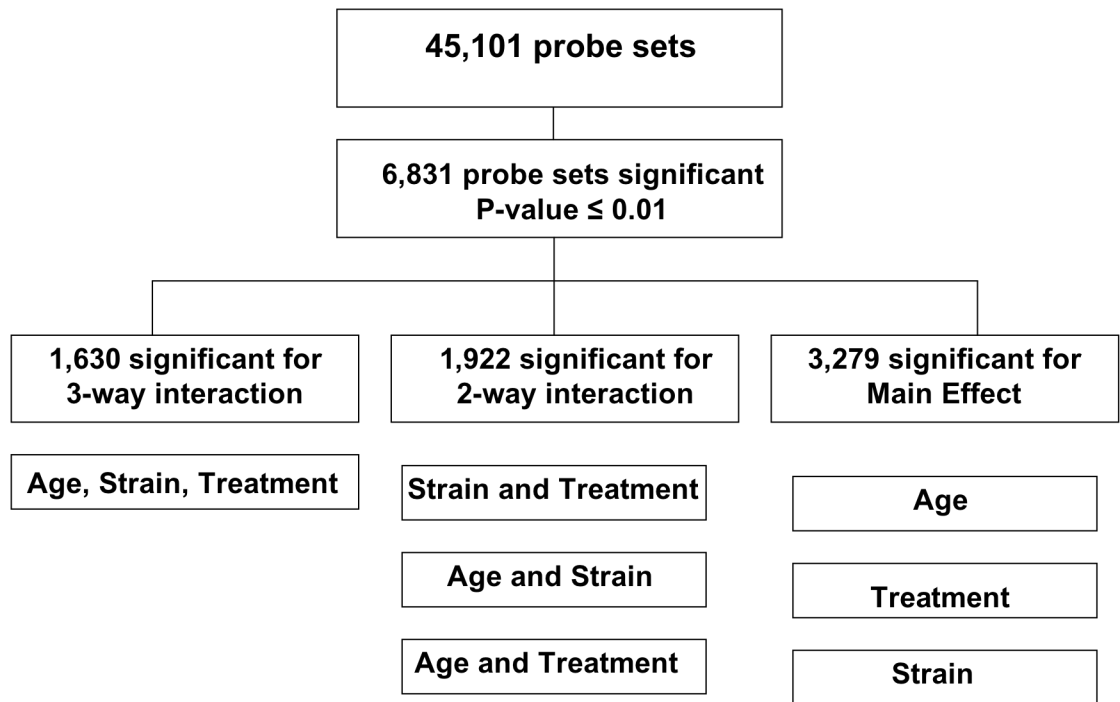 45,101 probe sets
6,831 probe sets significant
P-value ≤ 0.01
1,630 significant for
3-way interaction
1,922 significant for
2-way interaction
3,279 significant for
Main Effect
Age, Strain, Treatment
Strain and Treatment
Age and Strain
Age and Treatment
Age
Treatment
Strain